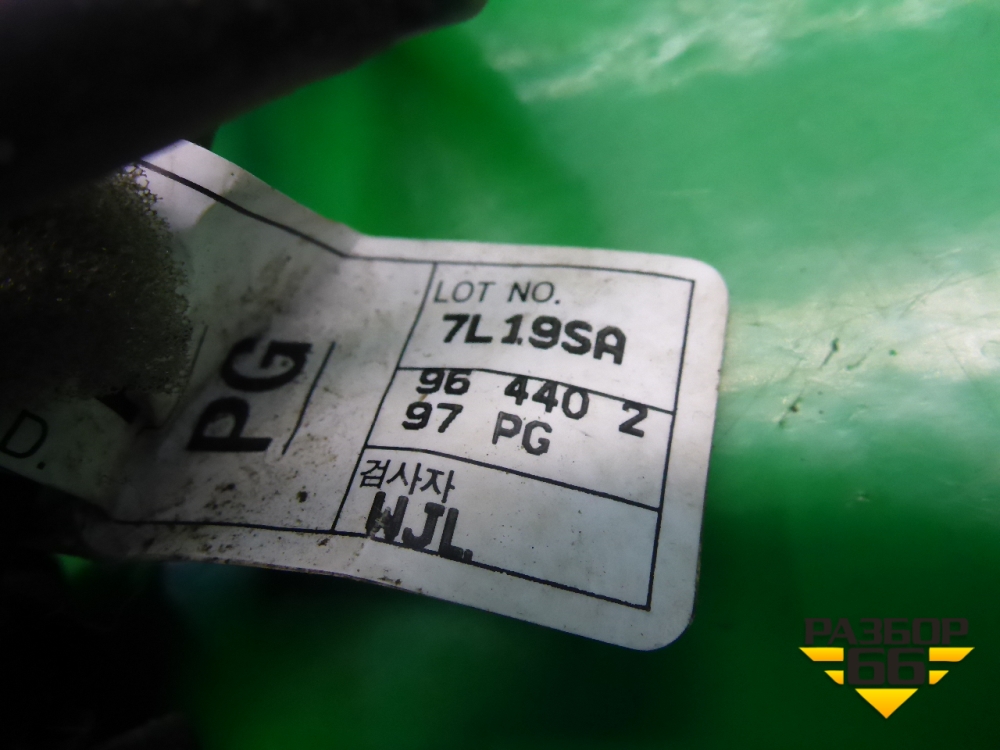 D.
PG
LOT NO.
7L19SA
96 440 2
97 PG
검사자
WJL
РАЗБОР
66